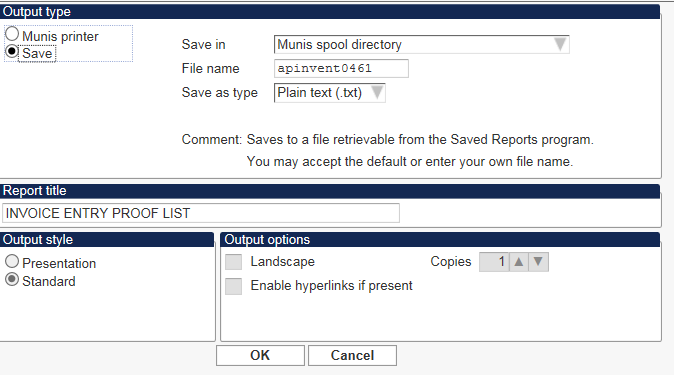 Output type
Munis printer
Save
Save in Munis spool directory
File name apinvent0461
Save as type Plain text (.txt)
Comment: Saves to a file retrievable from the Saved Reports program.
You may accept the default or enter your own file name.
Report title
INVOICE ENTRY PROOF LIST
Output style
Presentation
Standard
Output options
Landscape Copies 1
Enable hyperlinks if present
OK Cancel